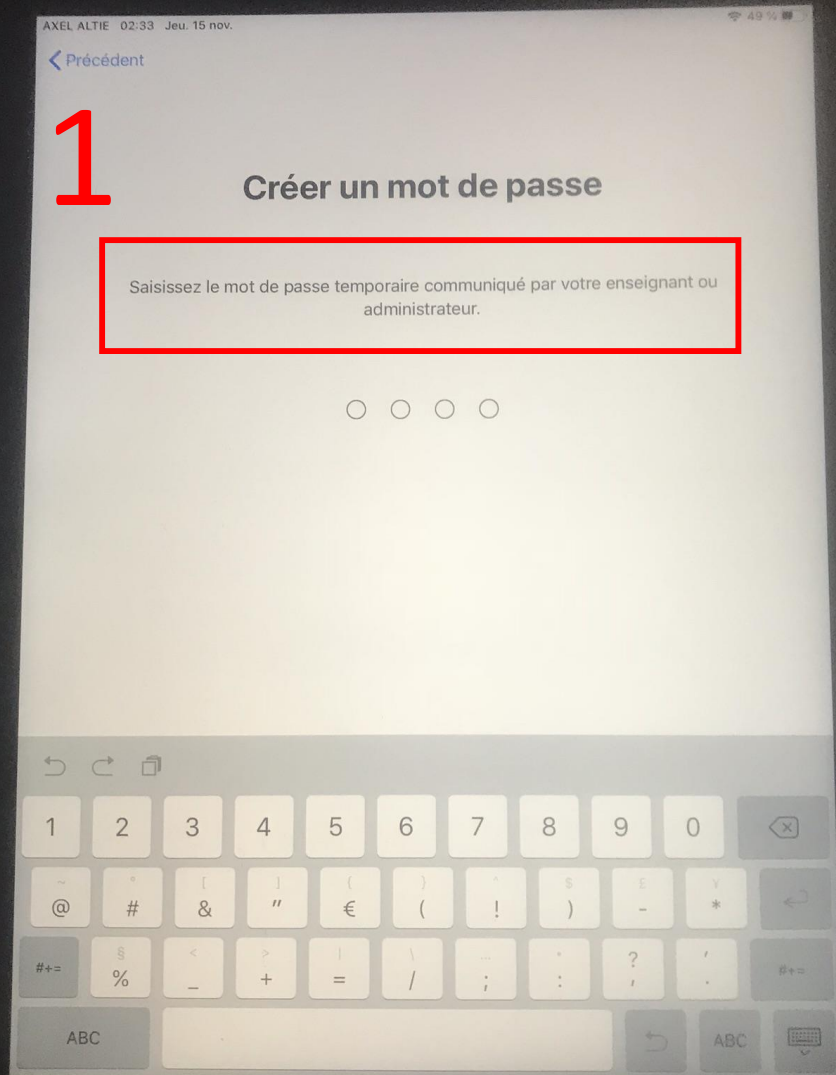 AXEL ALTIE 02:33 Jeu. 15 nov. 49 %
Précédent
1
Créer un mot de passe
Saisissez le mot de passe temporaire communiqué par votre enseignant ou
administrateur.
1 2 3 4 5 6 7 8 9 0
~ ° [ ] { } ^ $ £ ¥
@ # & " € ( ! ) - *
§ < > | \ … • ? '
#+= % _ + = / ; : , . #+=
ABC ABC